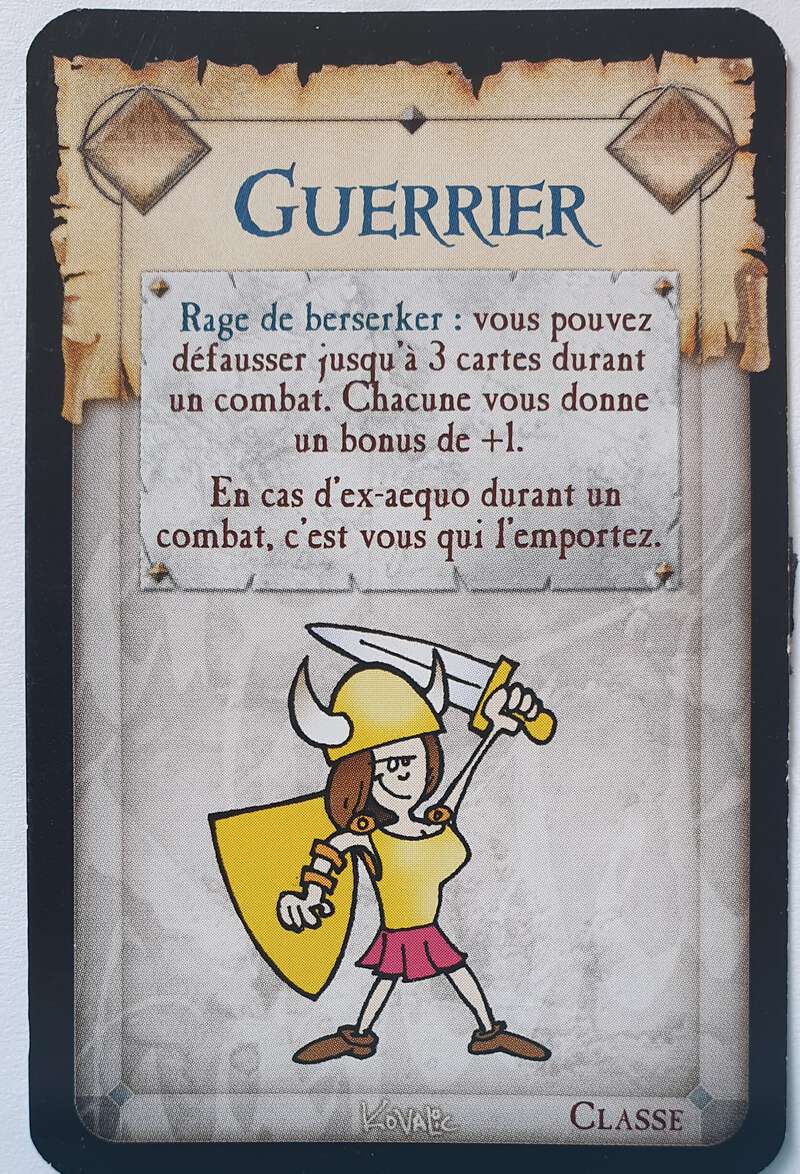 GUERRIER
Rage de berserker : vous pouvez
défausser jusqu'à 3 cartes durant
un combat. Chacune vous donne
un bonus de +1.
En cas d'ex-aequo durant un
combat, c'est vous qui l'emportez.
KOVALIC
CLASSE